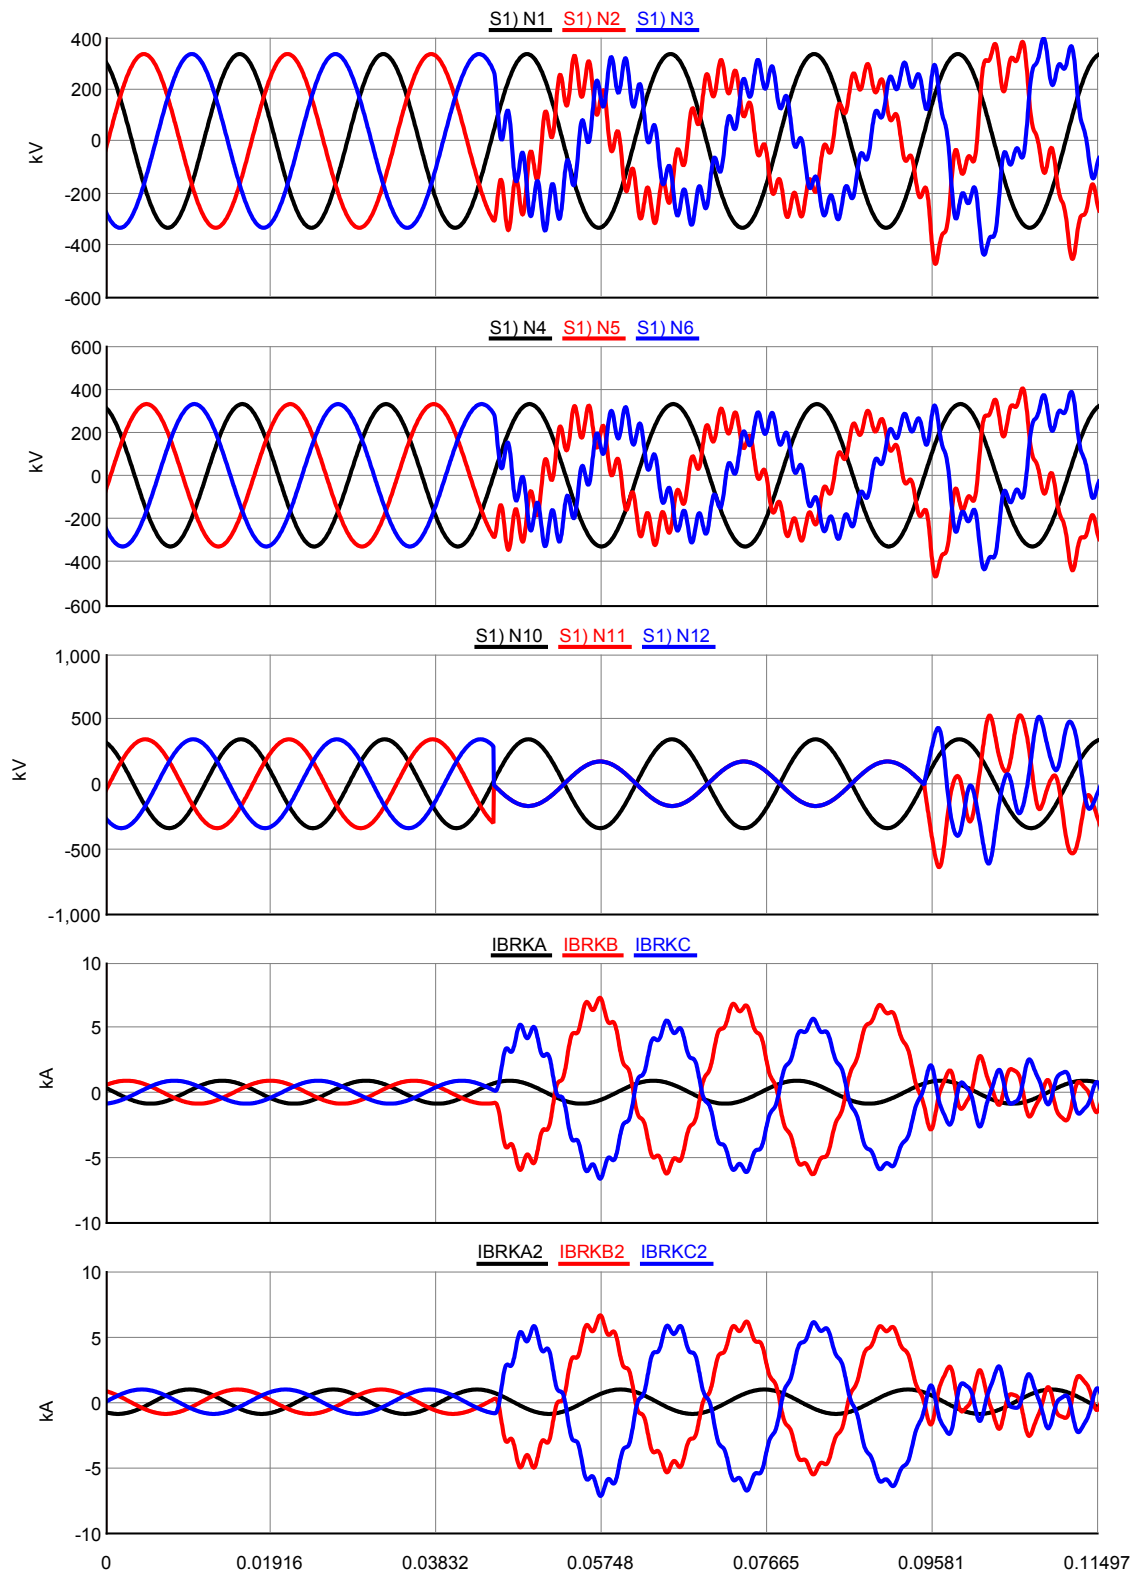 S1) N1 S1) N2 S1) N3
400
200
0
-200
-400
-600
kV
S1) N4 S1) N5 S1) N6
600
400
200
0
-200
-400
-600
kV
S1) N10 S1) N11 S1) N12
1,000
500
0
-500
-1,000
kV
IBRKA IBRKB IBRKC
10
5
0
-5
-10
kA
IBRKA2 IBRKB2 IBRKC2
10
5
0
-5
-10
kA
0 0.01916 0.03832 0.05748 0.07665 0.09581 0.11497